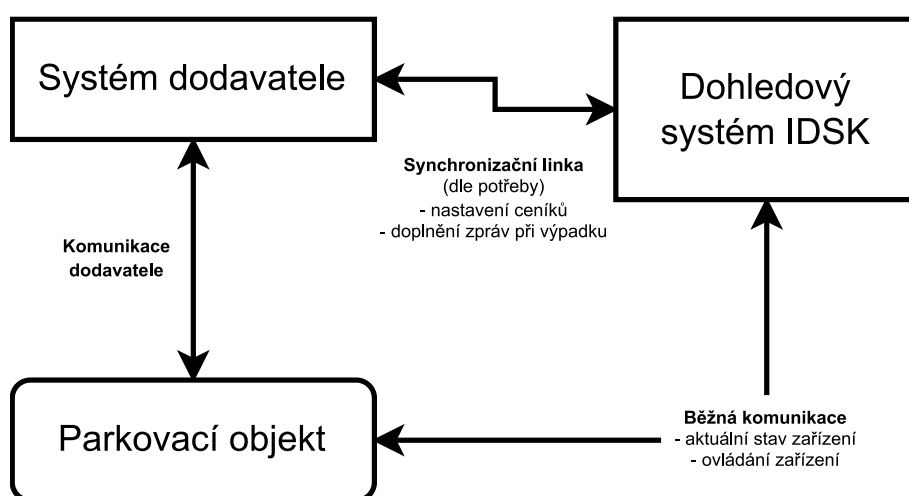 Systém dodavatele
Dohledový
systém IDSK
Synchronizační linka
(dle potřeby)
- nastavení ceníků
- doplnění zpráv při výpadku
Komunikace
dodavatele
Parkovací objekt
Běžná komunikace
- aktuální stav zařízení
- ovládání zařízení